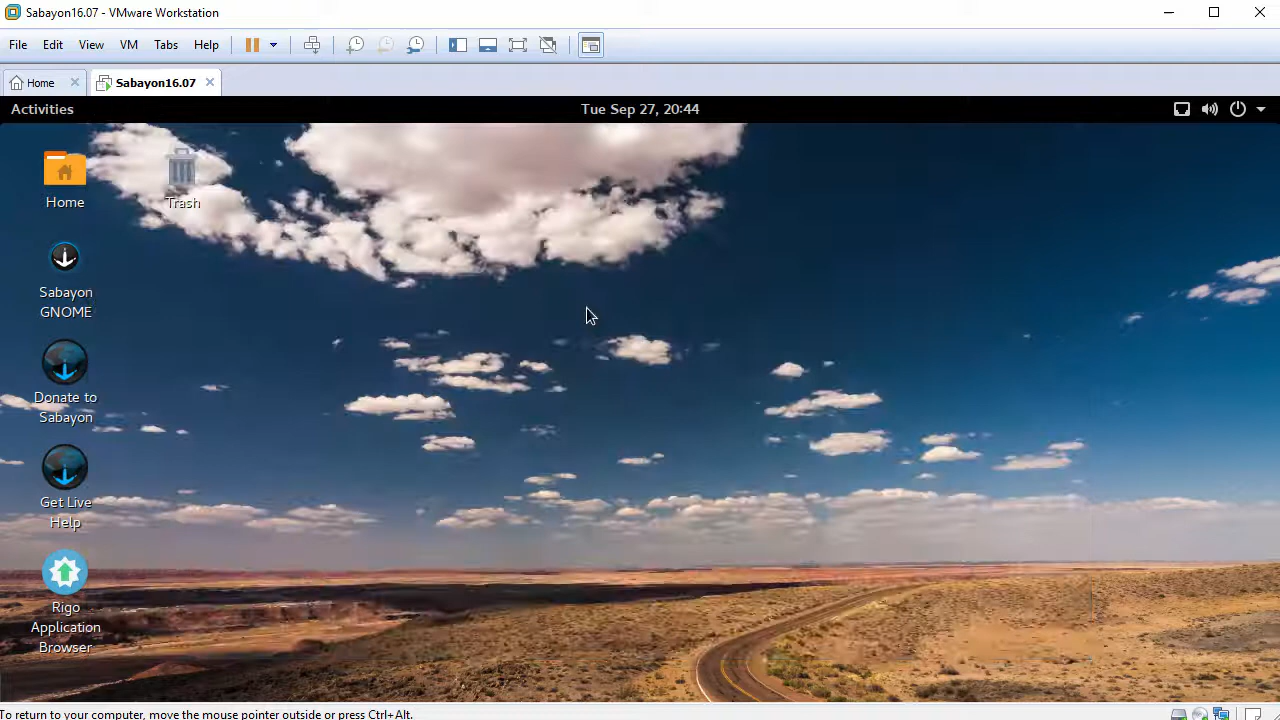 Sabayon16.07 - VMware Workstation
File Edit View VM Tabs Help
Home Sabayon16.07
Activities Tue Sep 27, 20:44
Home
Trash
Sabayon
GNOME
Donate to
Sabayon
Get Live
Help
Rigo
Application
Browser
To return to your computer, move the mouse pointer outside or press Ctrl+Alt.